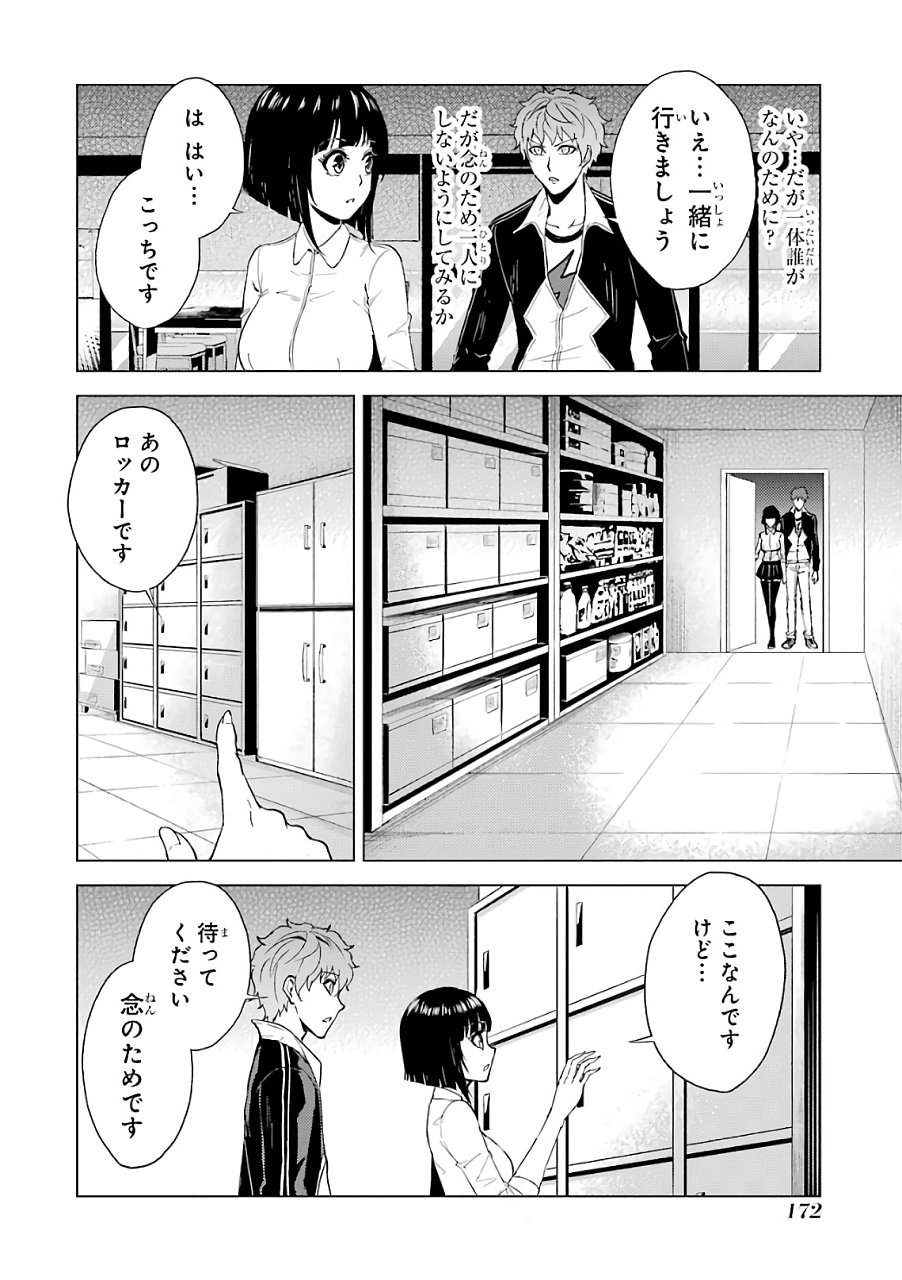 いや…だが一体誰が
なんのために?
いえ…一緒に
行きましょう
だが念のため一人に
しないようにしてみるか
は はい…
こっちです
あの
ロッカーです
ここなんです
けど…
待って
ください
念のためです
172